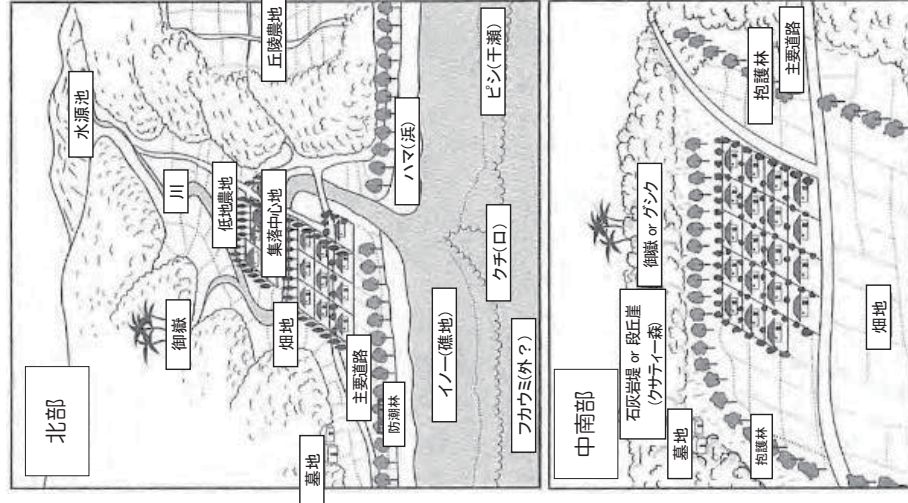 北部
水源池
川
御嶽
低地農地
集落中心地
畑地
丘陵農地
主要道路
墓地
防潮林
ハマ(浜)
イノー(礁地)
クチ(口)
ピシ(干瀬)
フカウミ(外?)
中南部
御嶽 or グシク
石灰岩堤 or 段丘崖
(クサティー森)
墓地
抱護林
抱護林
主要道路
畑地